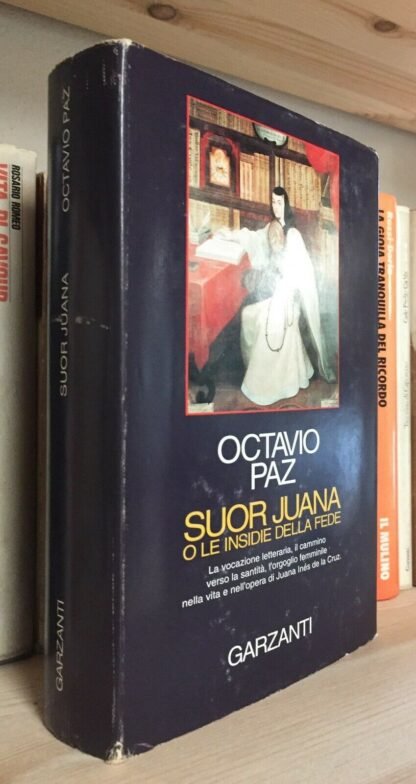 ROSARIO ROMEO
VITA DI CAVOUR
OCTAVIO PAZ
SUOR JUANA
GARZANTI
OCTAVIO
PAZ
SUOR JUANA
O LE INSIDIE DELLA FEDE
La vocazione letteraria, il cammino
verso la santità, l'orgoglio femminile
nella vita e nell'opera di Juana Inés de la Cruz.
GARZANTI
LA GIOIA TRANQUILLA DEL RICORDO
IL MULINO